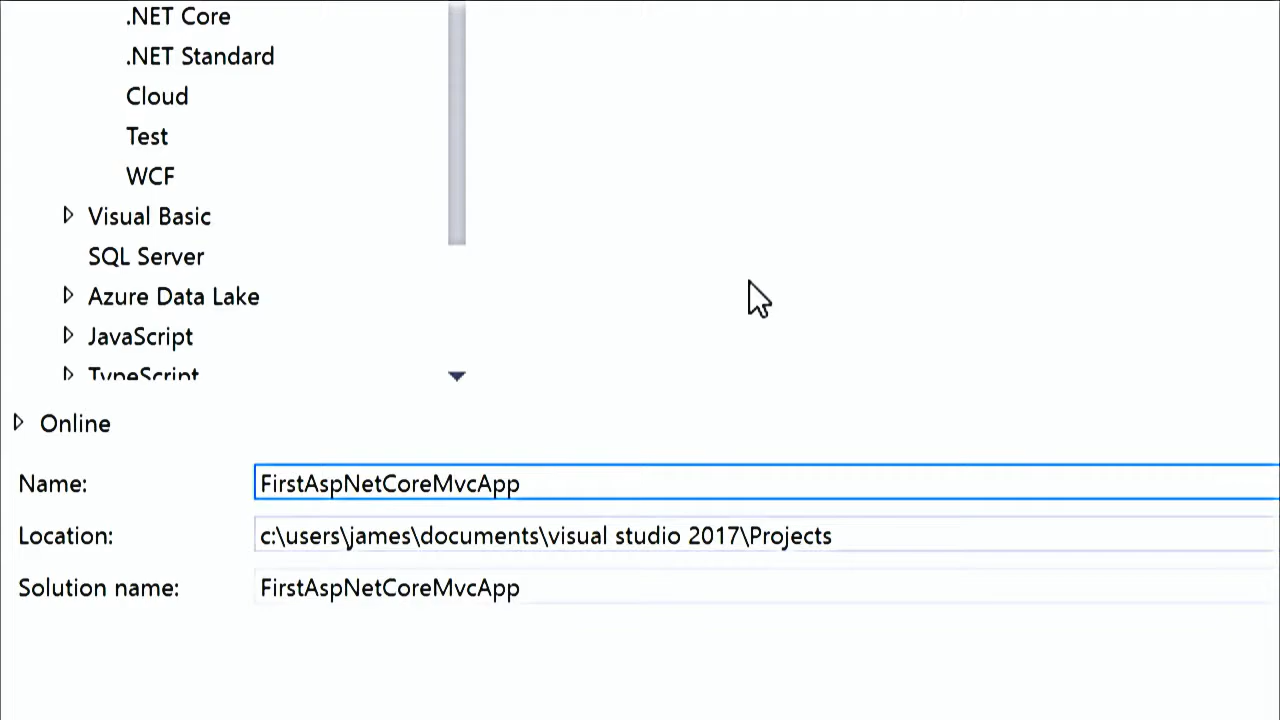 .NET Core
.NET Standard
Cloud
Test
WCF
Visual Basic
SQL Server
Azure Data Lake
JavaScript
TypeScript
Online
Name: FirstAspNetCoreMvcApp
Location: c:\users\james\documents\visual studio 2017\Projects
Solution name: FirstAspNetCoreMvcApp